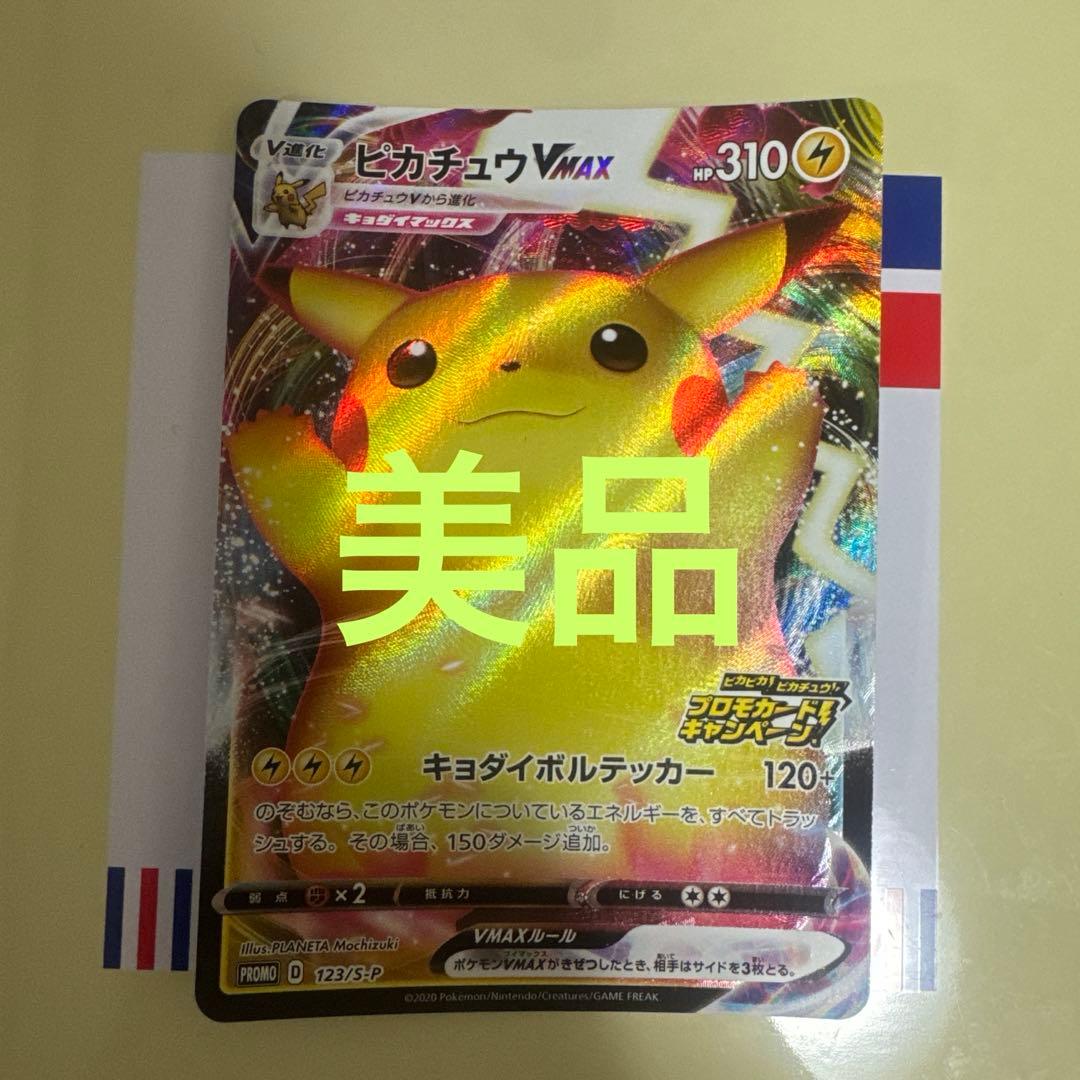 V進化
ピカチュウVMAX
HP310
ピカチュウVから進化
キョダイマックス
美品
ピカピカ!ピカチュウ!
プロモカード
キャンペーン!
キョダイボルテッカー 120+
のぞむなら、このポケモンについているエネルギーを、すべてトラッ
シュする。その場合、150ダメージ追加。
ばあい
ついか
弱点 ×2 抵抗力 にげる
Illus.PLANETA Mochizuki
VMAXルール
ポケモンVMAXがきぜつしたとき、相手はサイドを3枚とる。
PROMO D 123/S-P
©2020 Pokémon/Nintendo/Creatures/GAME FREAK.